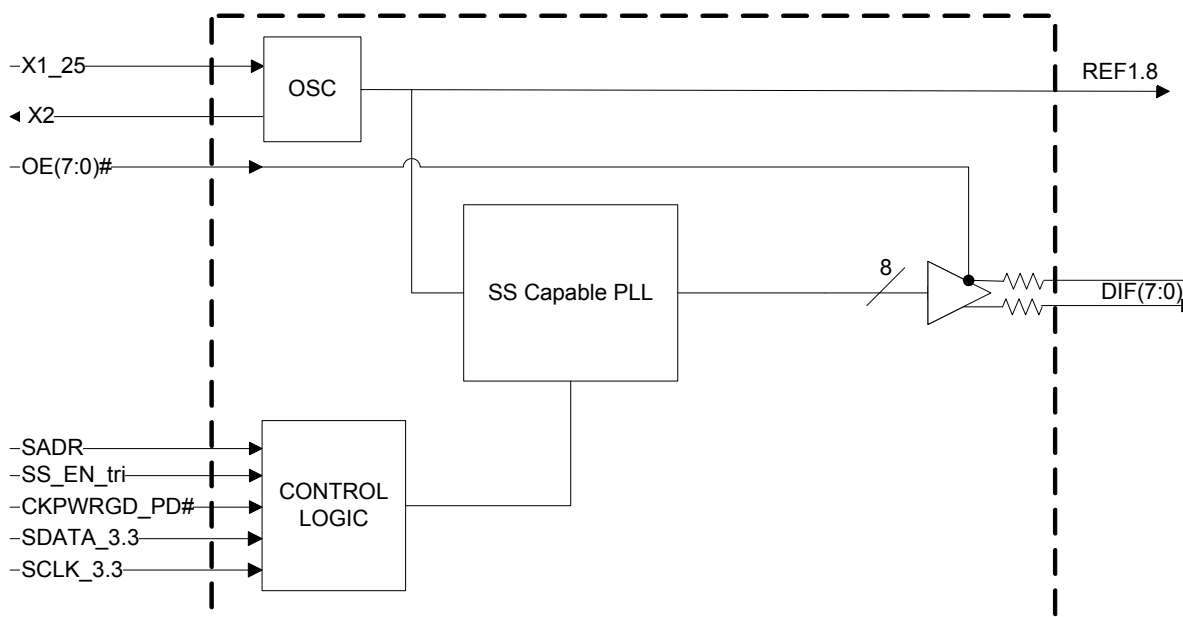 X1_25
OSC
REF1.8
X2
OE(7:0)#
8
SS Capable PLL
DIF(7:0)
SADR
SS_EN_tri
CKPWRGD_PD#
SDATA_3.3
SCLK_3.3
CONTROL
LOGIC